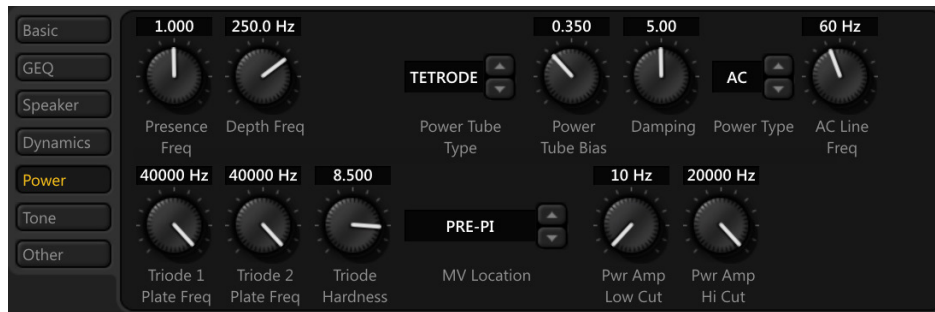 Basic
GEQ
Speaker
Dynamics
Power
Tone
Other
1.000 250.0 Hz 0.350 5.00 60 Hz
TETRODE AC
Presence Depth Freq Power Tube Power Damping Power Type AC Line
Freq Type Tube Bias Freq
40000 Hz 40000 Hz 8.500 10 Hz 20000 Hz
PRE-PI
Triode 1 Triode 2 Triode MV Location Pwr Amp Pwr Amp
Plate Freq Plate Freq Hardness Low Cut Hi Cut